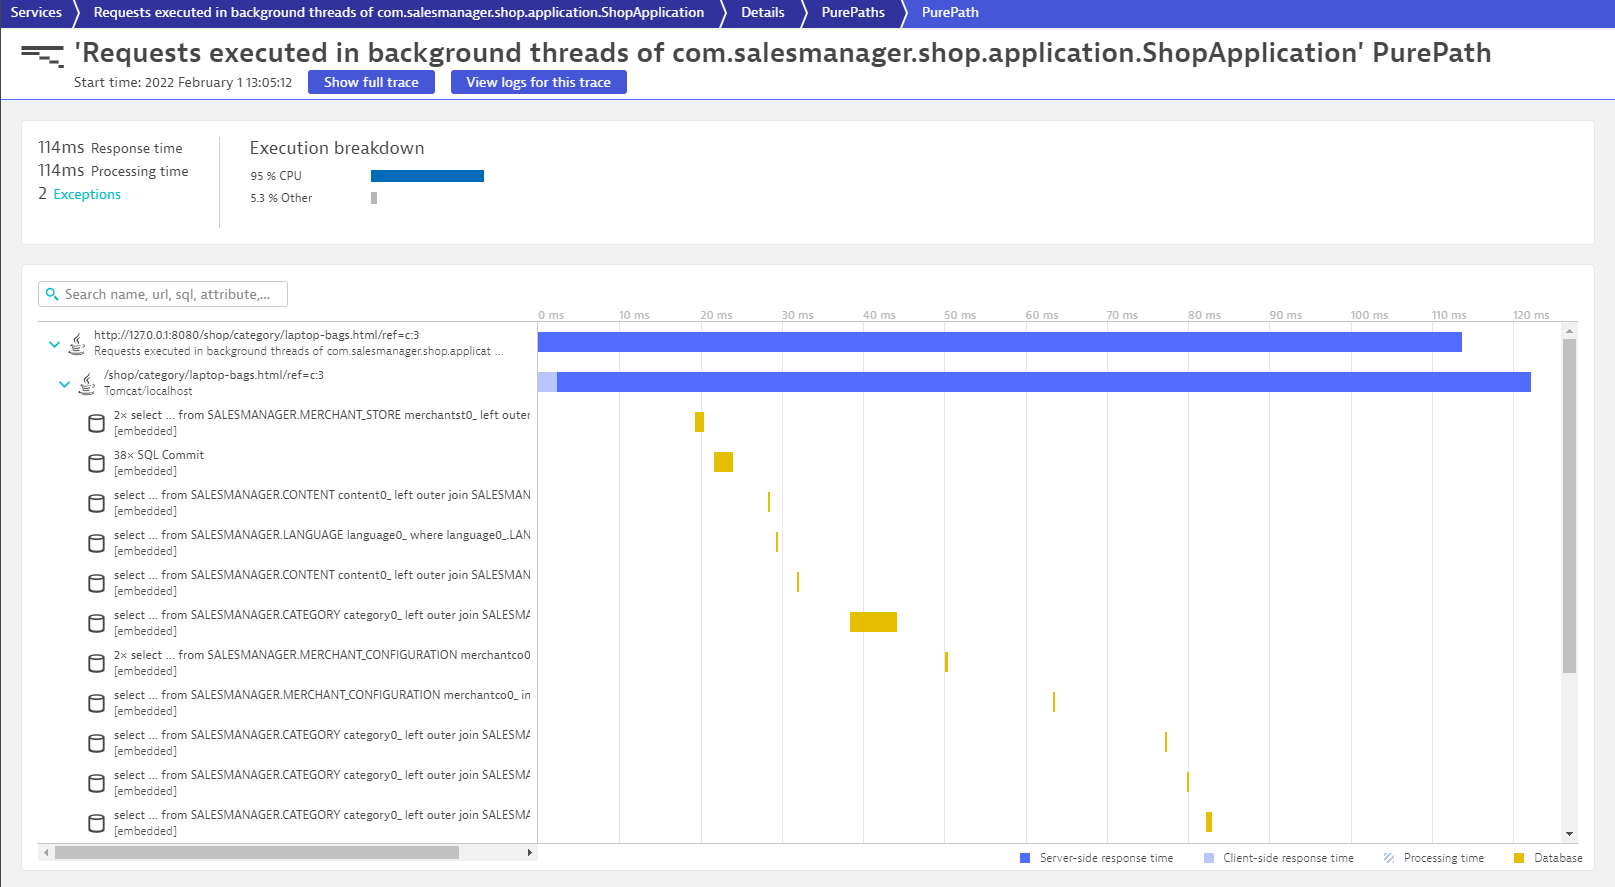 Services
Requests executed in background threads of com.salesmanager.shop.application.ShopApplication
Details
PurePaths
PurePath
'Requests executed in background threads of com.salesmanager.shop.application.ShopApplication' PurePath
Start time: 2022 February 1 13:05:12
Show full trace
View logs for this trace
114ms Response time
114ms Processing time
2 Exceptions
Execution breakdown
95 % CPU
5.3 % Other
Search name, url, sql, attribute,...
0 ms 10 ms 20 ms 30 ms 40 ms 50 ms 60 ms 70 ms 80 ms 90 ms 100 ms 110 ms 120 ms
http://127.0.0.1:8080/shop/category/laptop-bags.html/ref=c:3
Requests executed in background threads of com.salesmanager.shop.applicat ...
/shop/category/laptop-bags.html/ref=c:3
Tomcat/localhost
2× select ... from SALESMANAGER.MERCHANT_STORE merchantst0_ left outer
[embedded]
38× SQL Commit
[embedded]
select ... from SALESMANAGER.CONTENT content0_ left outer join SALESMAN
[embedded]
select ... from SALESMANAGER.LANGUAGE language0_ where language0_.LAN
[embedded]
select ... from SALESMANAGER.CONTENT content0_ left outer join SALESMAN
[embedded]
select ... from SALESMANAGER.CATEGORY category0_ left outer join SALESMA
[embedded]
2× select ... from SALESMANAGER.MERCHANT_CONFIGURATION merchantco0
[embedded]
select ... from SALESMANAGER.MERCHANT_CONFIGURATION merchantco0_ in
[embedded]
select ... from SALESMANAGER.CATEGORY category0_ left outer join SALESMA
[embedded]
select ... from SALESMANAGER.CATEGORY category0_ left outer join SALESMA
[embedded]
select ... from SALESMANAGER.CATEGORY category0_ left outer join SALESMA
[embedded]
Server-side response time
Client-side response time
Processing time
Database